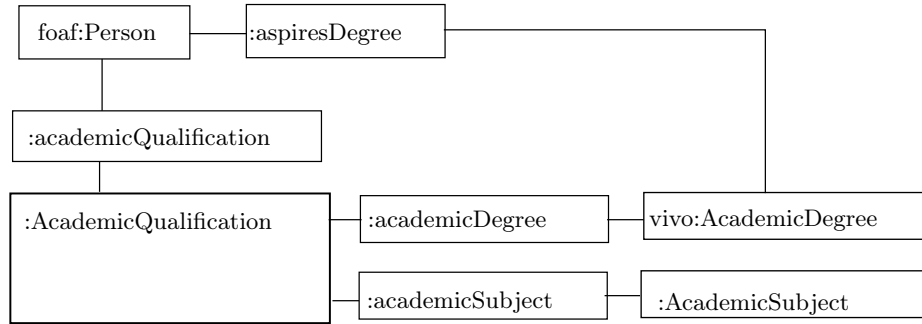 foaf:Person
:aspiresDegree
:academicQualification
:AcademicQualification
:academicDegree
vivo:AcademicDegree
:academicSubject
:AcademicSubject